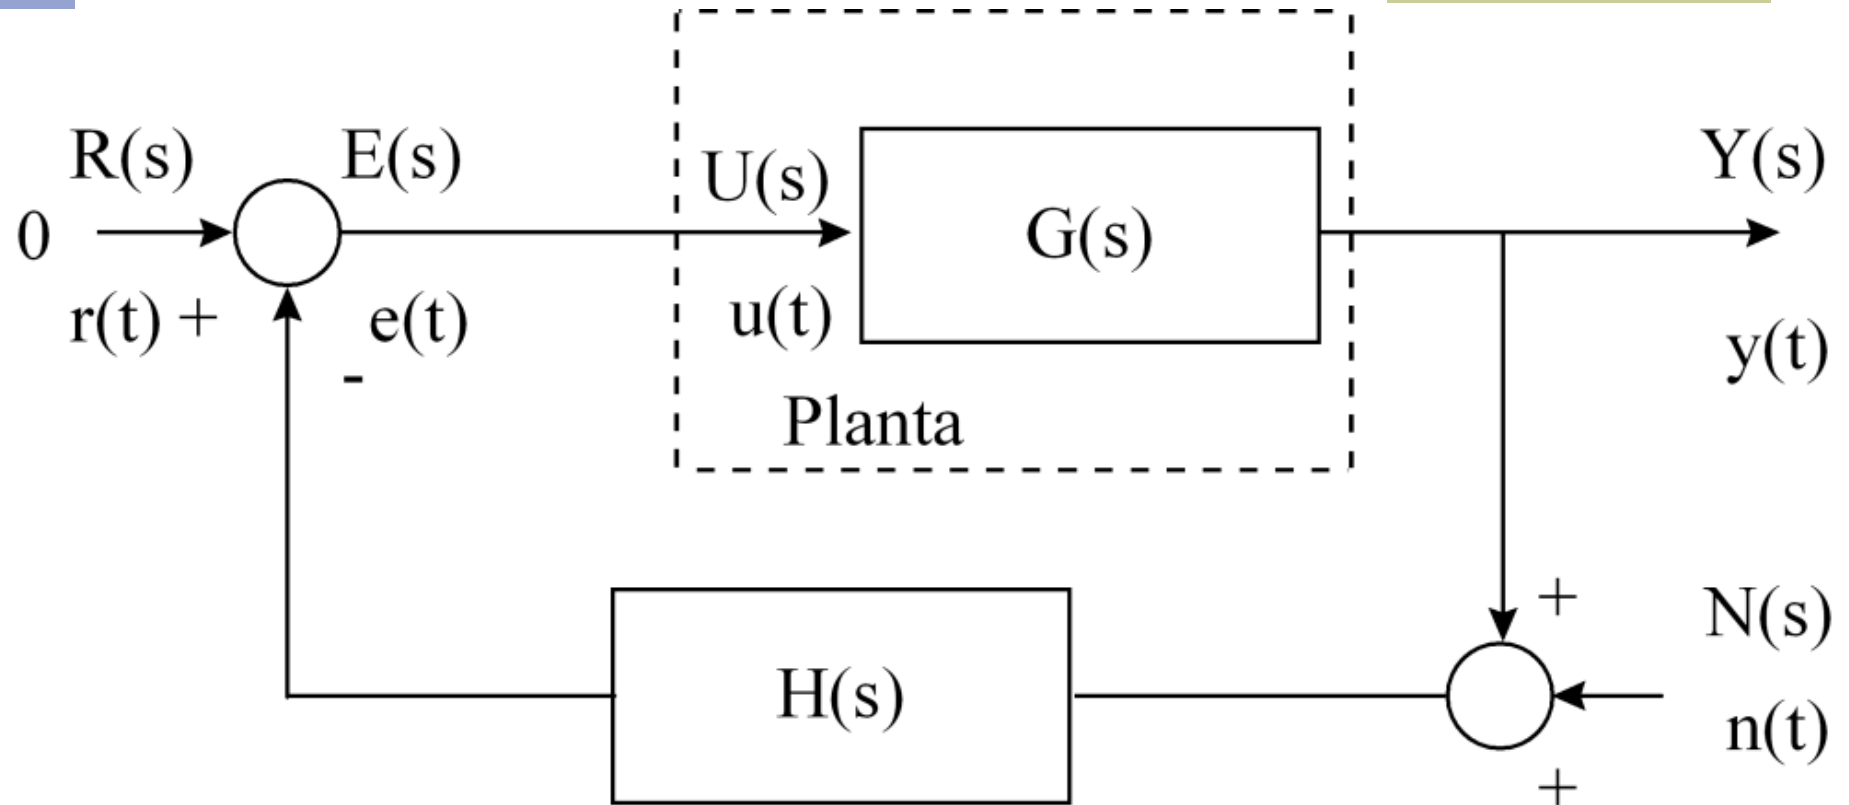 R(s)
E(s)
U(s)
Y(s)
0
G(s)
r(t) +
e(t)
u(t)
y(t)
-
Planta
+
N(s)
H(s)
n(t)
+